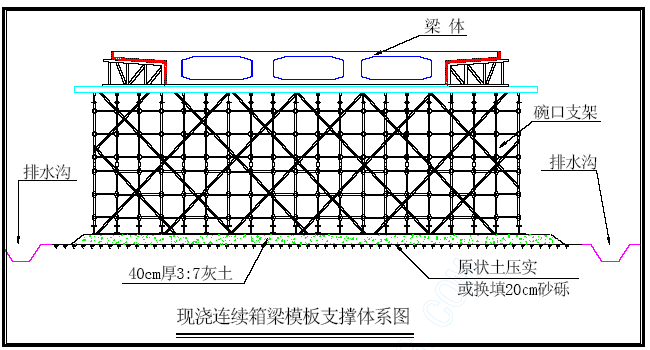 梁 体
碗口支架
排水沟
排水沟
40cm厚3:7灰土
原状土压实
或换填20cm砂砾
现浇连续箱梁模板支撑体系图